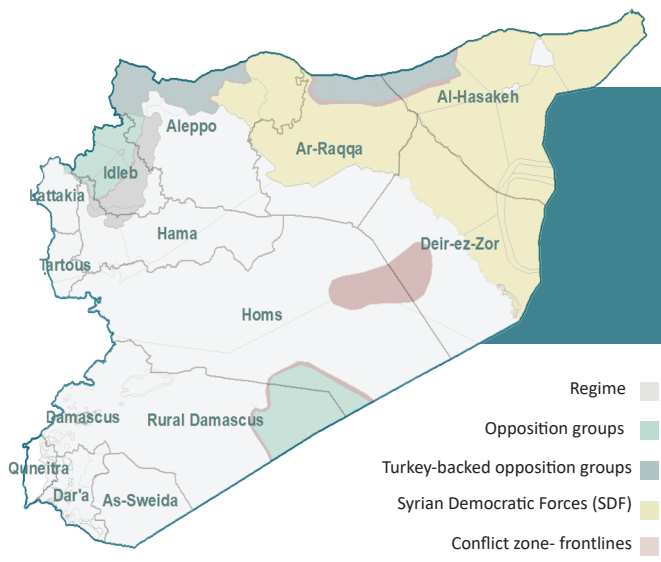 Al-Hasakeh
Aleppo
Ar-Raqqa
Idleb
Lattakia
Hama
Deir-ez-Zor
Tartous
Homs
Damascus
Rural Damascus
Quneitra
Dar'a
As-Sweida
Regime
Opposition groups
Turkey-backed opposition groups
Syrian Democratic Forces (SDF)
Conflict zone- frontlines